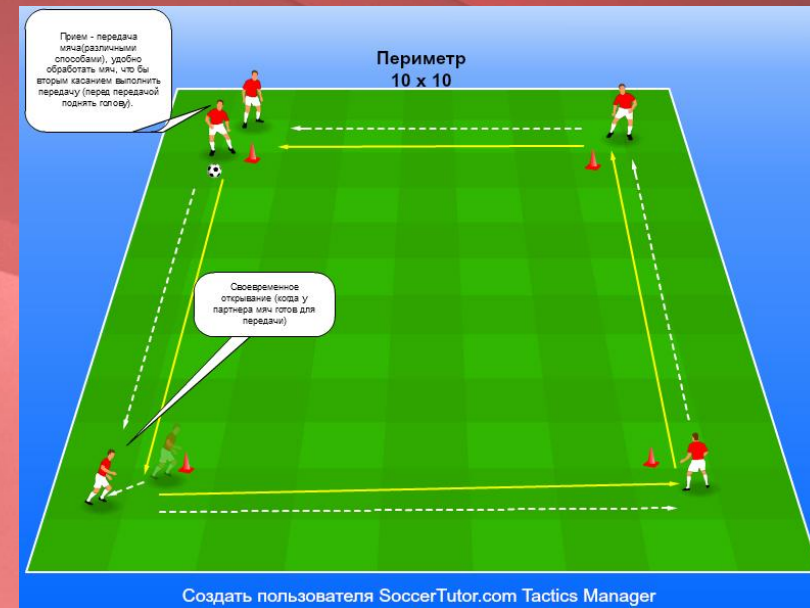 Прием - передача
мяча(различными
способами), удобно
обработать мяч, что бы
вторым касанием выполнить
передачу (перед передачой
поднять голову).
Периметр
10 x 10
Своевременное
открывание (когда у
партнера мяч готов для
передачи)
Создать пользователя SoccerTutor.com Tactics Manager